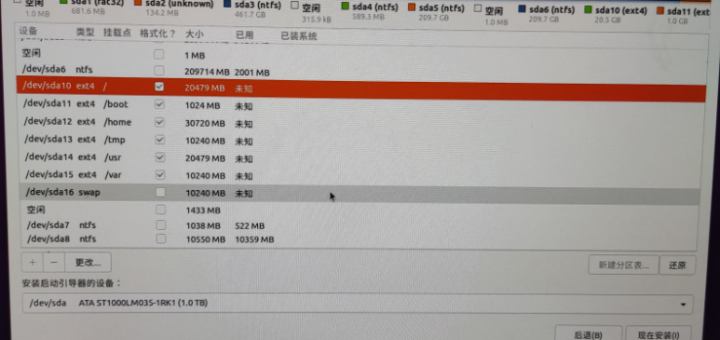 空闲 sda1 (fat32) sda2 (unknown) sda3 (ntfs) 空闲 sda4 (ntfs) sda5 (ntfs) 空闲 sda6 (ntfs) sda10 (ext4) sda11 (ext4)
1.0 MB 681.6 MB 134.2 MB 461.7 GB 315.9 kB 589.3 MB 209.7 GB 1.0 MB 209.7 GB 20.5 GB 1.0 GB
设备 类型 挂载点 格式化? 大小 已用 已装系统
空闲 1 MB
/dev/sda6 ntfs 209714 MB 2001 MB
/dev/sda10 ext4 / 20479 MB 未知
/dev/sda11 ext4 /boot 1024 MB 未知
/dev/sda12 ext4 /home 30720 MB 未知
/dev/sda13 ext4 /tmp 10240 MB 未知
/dev/sda14 ext4 /usr 20479 MB 未知
/dev/sda15 ext4 /var 10240 MB 未知
/dev/sda16 swap 10240 MB 未知
空闲 1433 MB
/dev/sda7 ntfs 1038 MB 522 MB
/dev/sda8 ntfs 10550 MB 10359 MB
+ − 更改... 新建分区表... 还原
安装启动引导器的设备：
/dev/sda ATA ST1000LM035-1RK1 (1.0 TB)
后退(B) 现在安装(I)